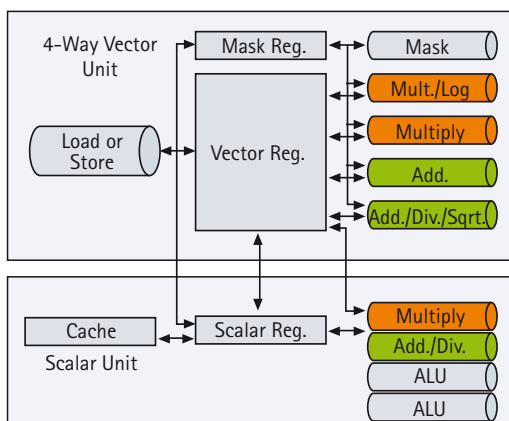 4-Way Vector
Unit
Mask Reg.
Mask
Mult./Log
Load or
Store
Vector Reg.
Multiply
Add.
Add./Div./Sqrt.
Cache
Scalar Reg.
Multiply
Add./Div.
Scalar Unit
ALU
ALU